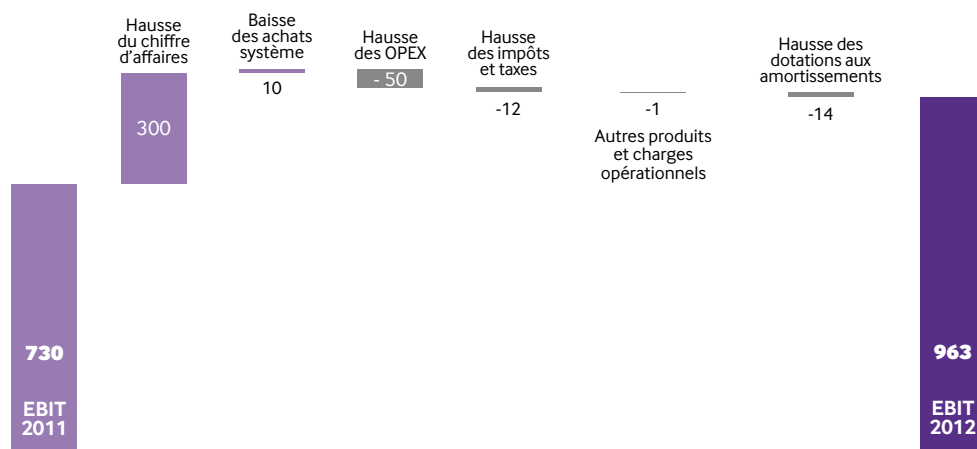 Hausse
du chiffre
d'affaires
300
Baisse
des achats
système
10
Hausse
des OPEX
- 50
Hausse
des impôts
et taxes
-12
-1
Autres produits
et charges
opérationnels
Hausse des
dotations aux
amortissements
-14
730
EBIT
2011
963
EBIT
2012